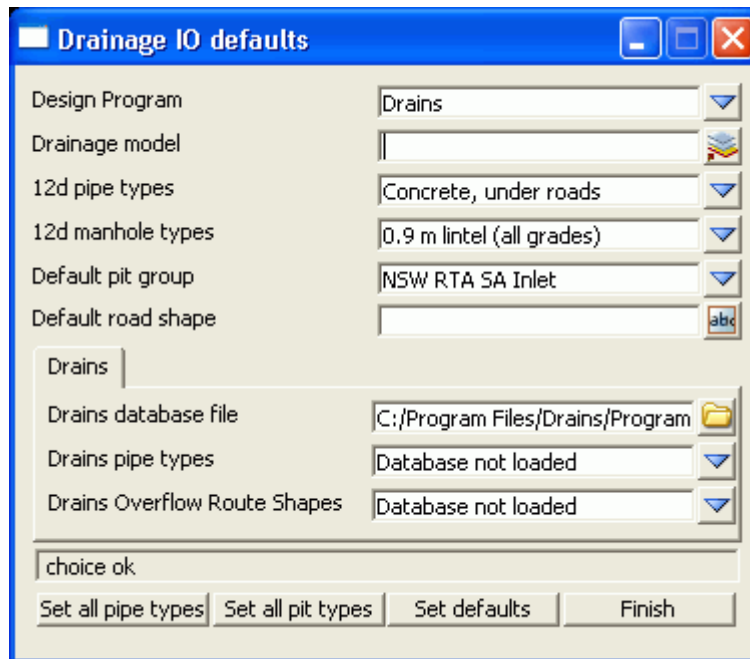 Drainage IO defaults
Design Program Drains
Drainage model
12d pipe types Concrete, under roads
12d manhole types 0.9 m lintel (all grades)
Default pit group NSW RTA SA Inlet
Default road shape abc
Drains
Drains database file C:/Program Files/Drains/Program
Drains pipe types Database not loaded
Drains Overflow Route Shapes Database not loaded
choice ok
Set all pipe types Set all pit types Set defaults Finish